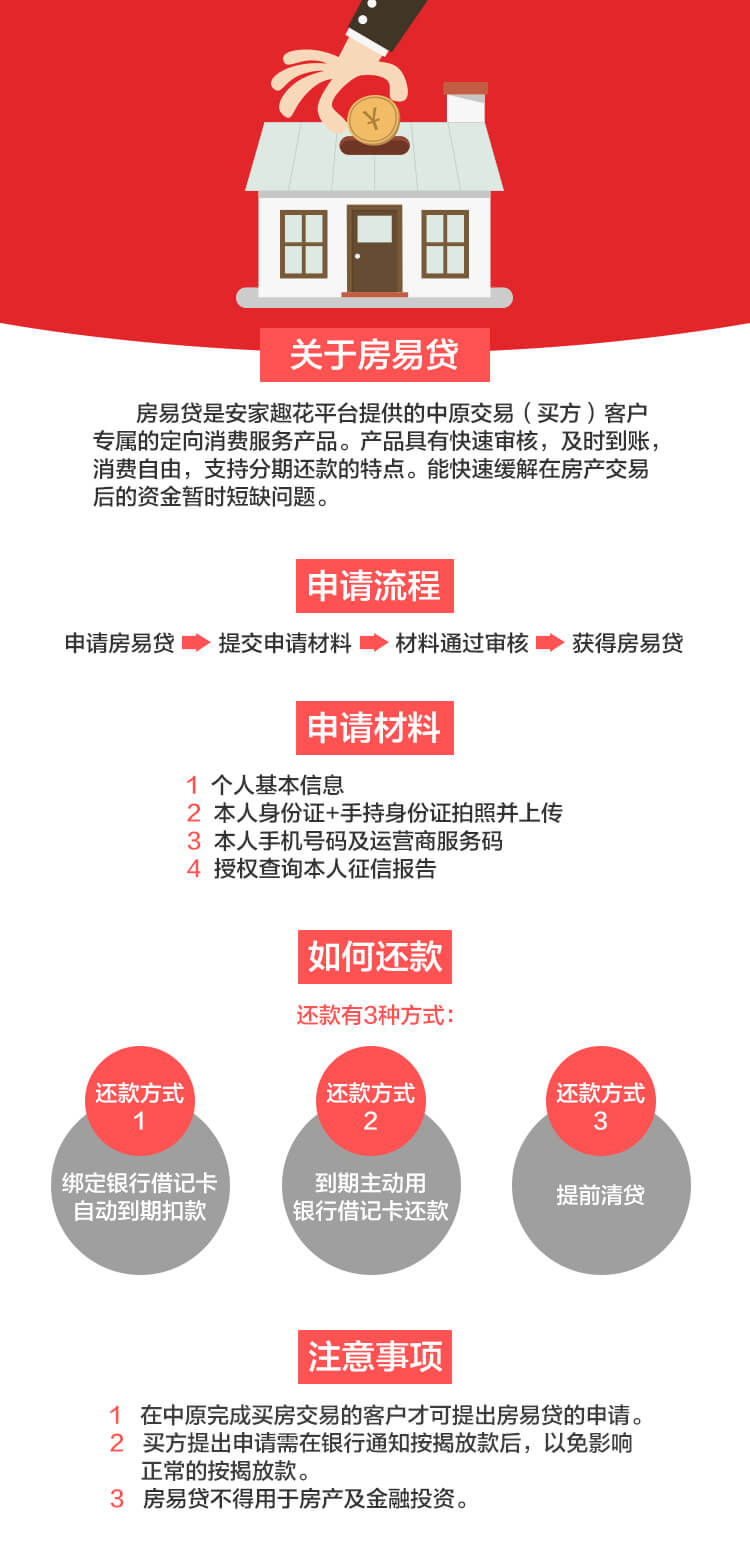 关于房易贷
房易贷是安家趣花平台提供的中原交易（买方）客户
专属的定向消费服务产品。产品具有快速审核，及时到账，
消费自由，支持分期还款的特点。能快速缓解在房产交易
后的资金暂时短缺问题。
申请流程
申请房易贷 提交申请材料 材料通过审核 获得房易贷
申请材料
1 个人基本信息
2 本人身份证+手持身份证拍照并上传
3 本人手机号码及运营商服务码
4 授权查询本人征信报告
如何还款
还款有3种方式：
还款方式
1
绑定银行借记卡
自动到期扣款
还款方式
2
到期主动用
银行借记卡还款
还款方式
3
提前清贷
注意事项
1 在中原完成买房交易的客户才可提出房易贷的申请。
2 买方提出申请需在银行通知按揭放款后，以免影响
正常的按揭放款。
3 房易贷不得用于房产及金融投资。